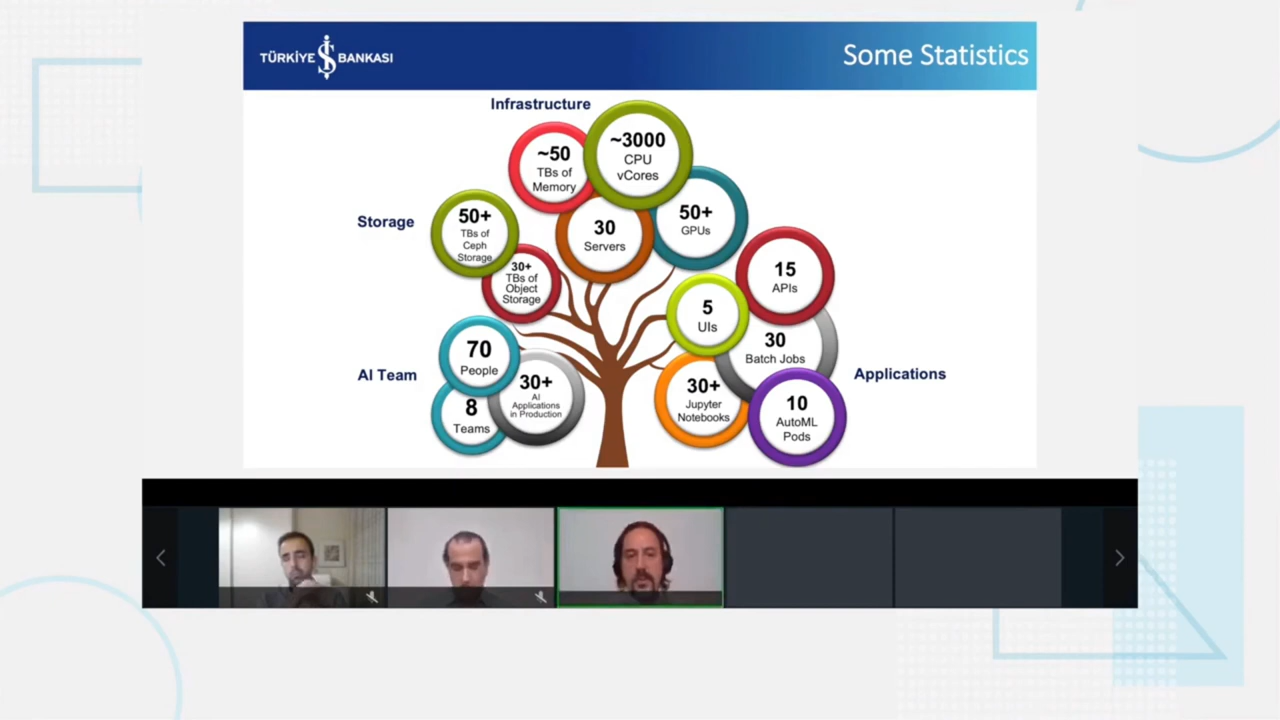 TÜRKİYE İŞ BANKASI
Some Statistics
Infrastructure
~50
TBs of
Memory
~3000
CPU
vCores
30
Servers
50+
GPUs
Storage
50+
TBs of
Ceph
Storage
30+
TBs of
Object
Storage
AI Team
70
People
8
Teams
30+
AI
Applications
in Production
Applications
15
APIs
5
UIs
30
Batch Jobs
30+
Jupyter
Notebooks
10
AutoML
Pods